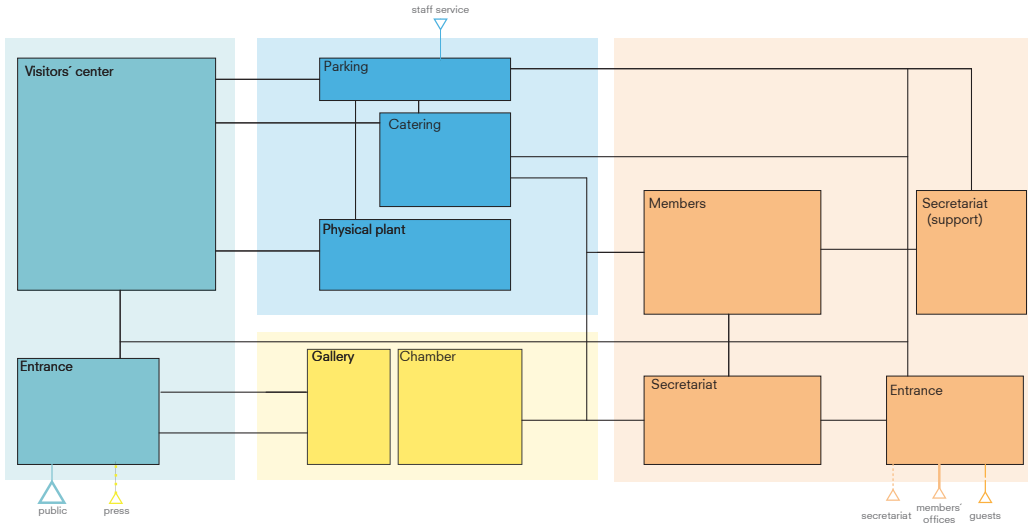 staff service
Visitors´ center
Parking
Catering
Physical plant
Members
Secretariat
(support)
Entrance
Gallery
Chamber
Secretariat
Entrance
public
press
secretariat
members´
offices
guests